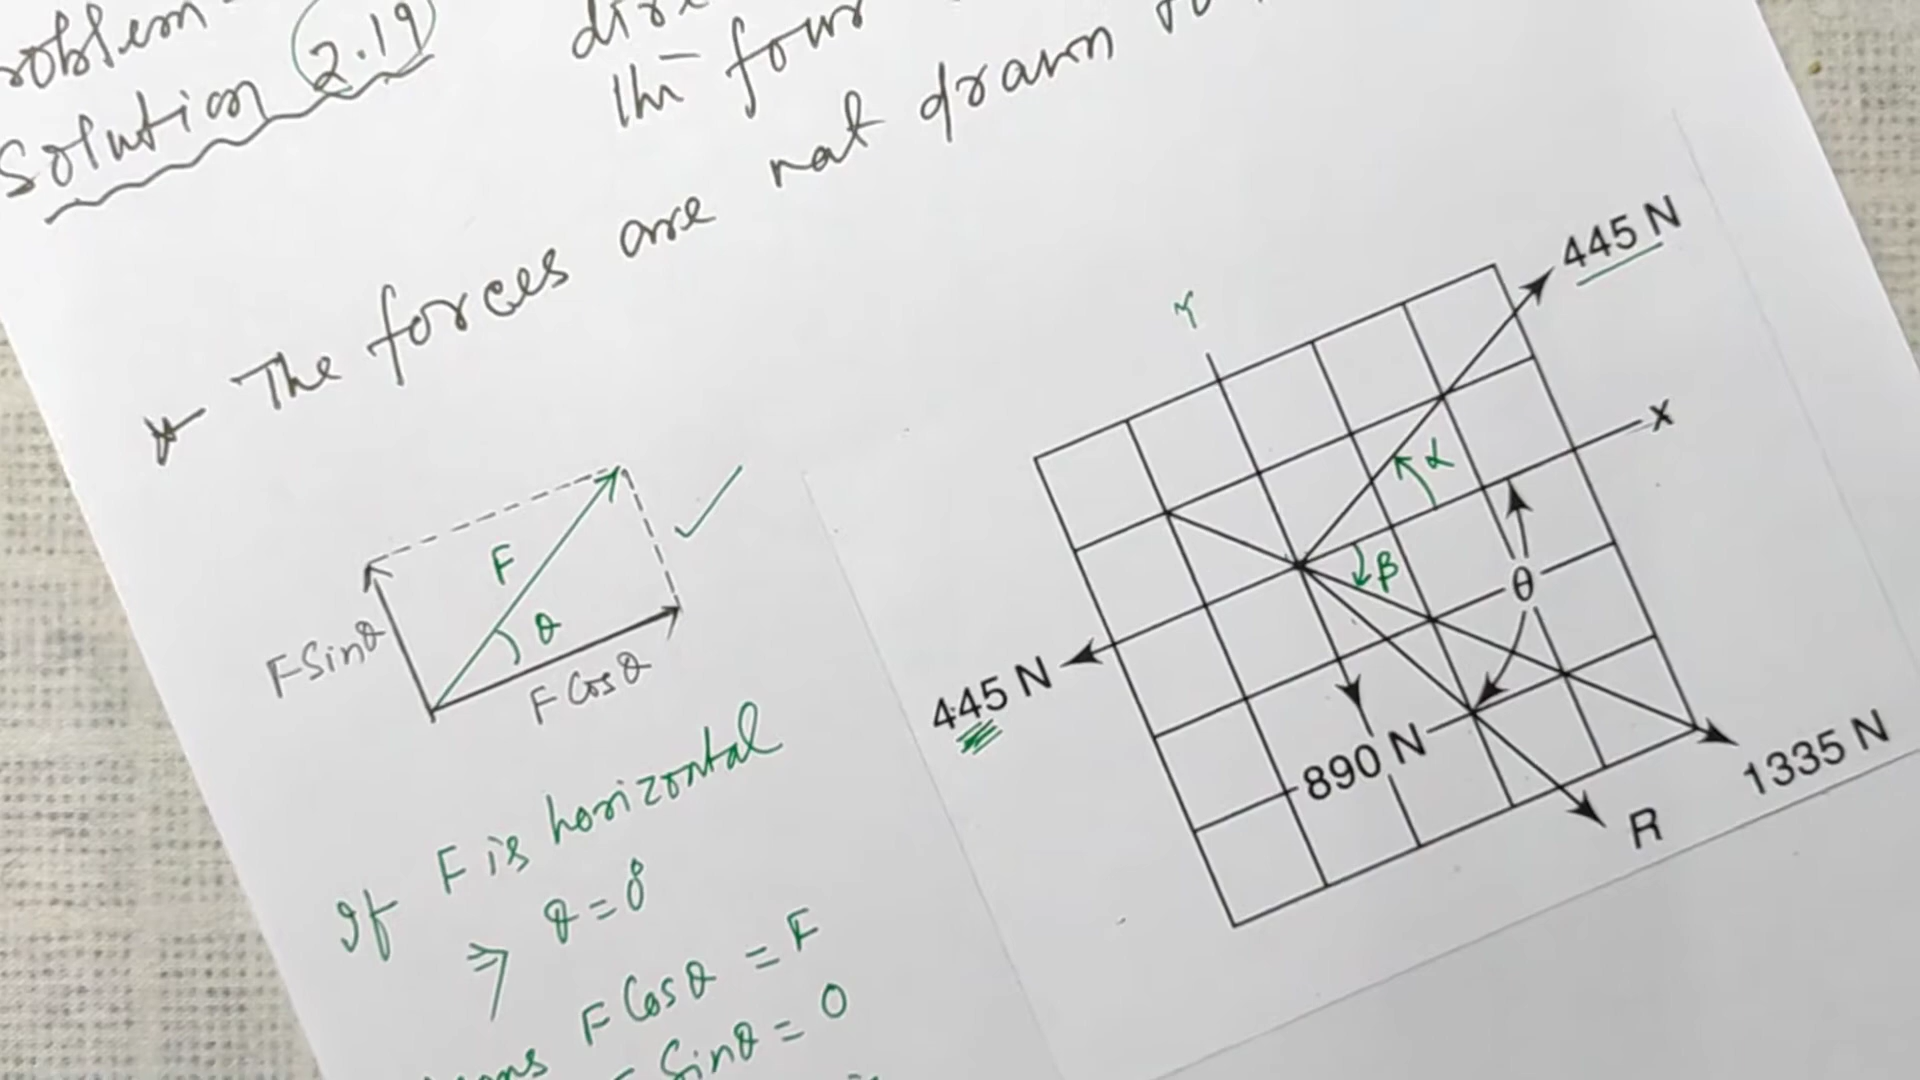 roblem
Solution 2.19
the four
not drawn
* The forces are
F
θ
F Sinθ
F Cosθ
If F is horizontal
⇒ θ = 0
F Cosθ = F
Sinθ = 0
Y
445 N
X
α
β
θ
445 N
890 N
1335 N
R